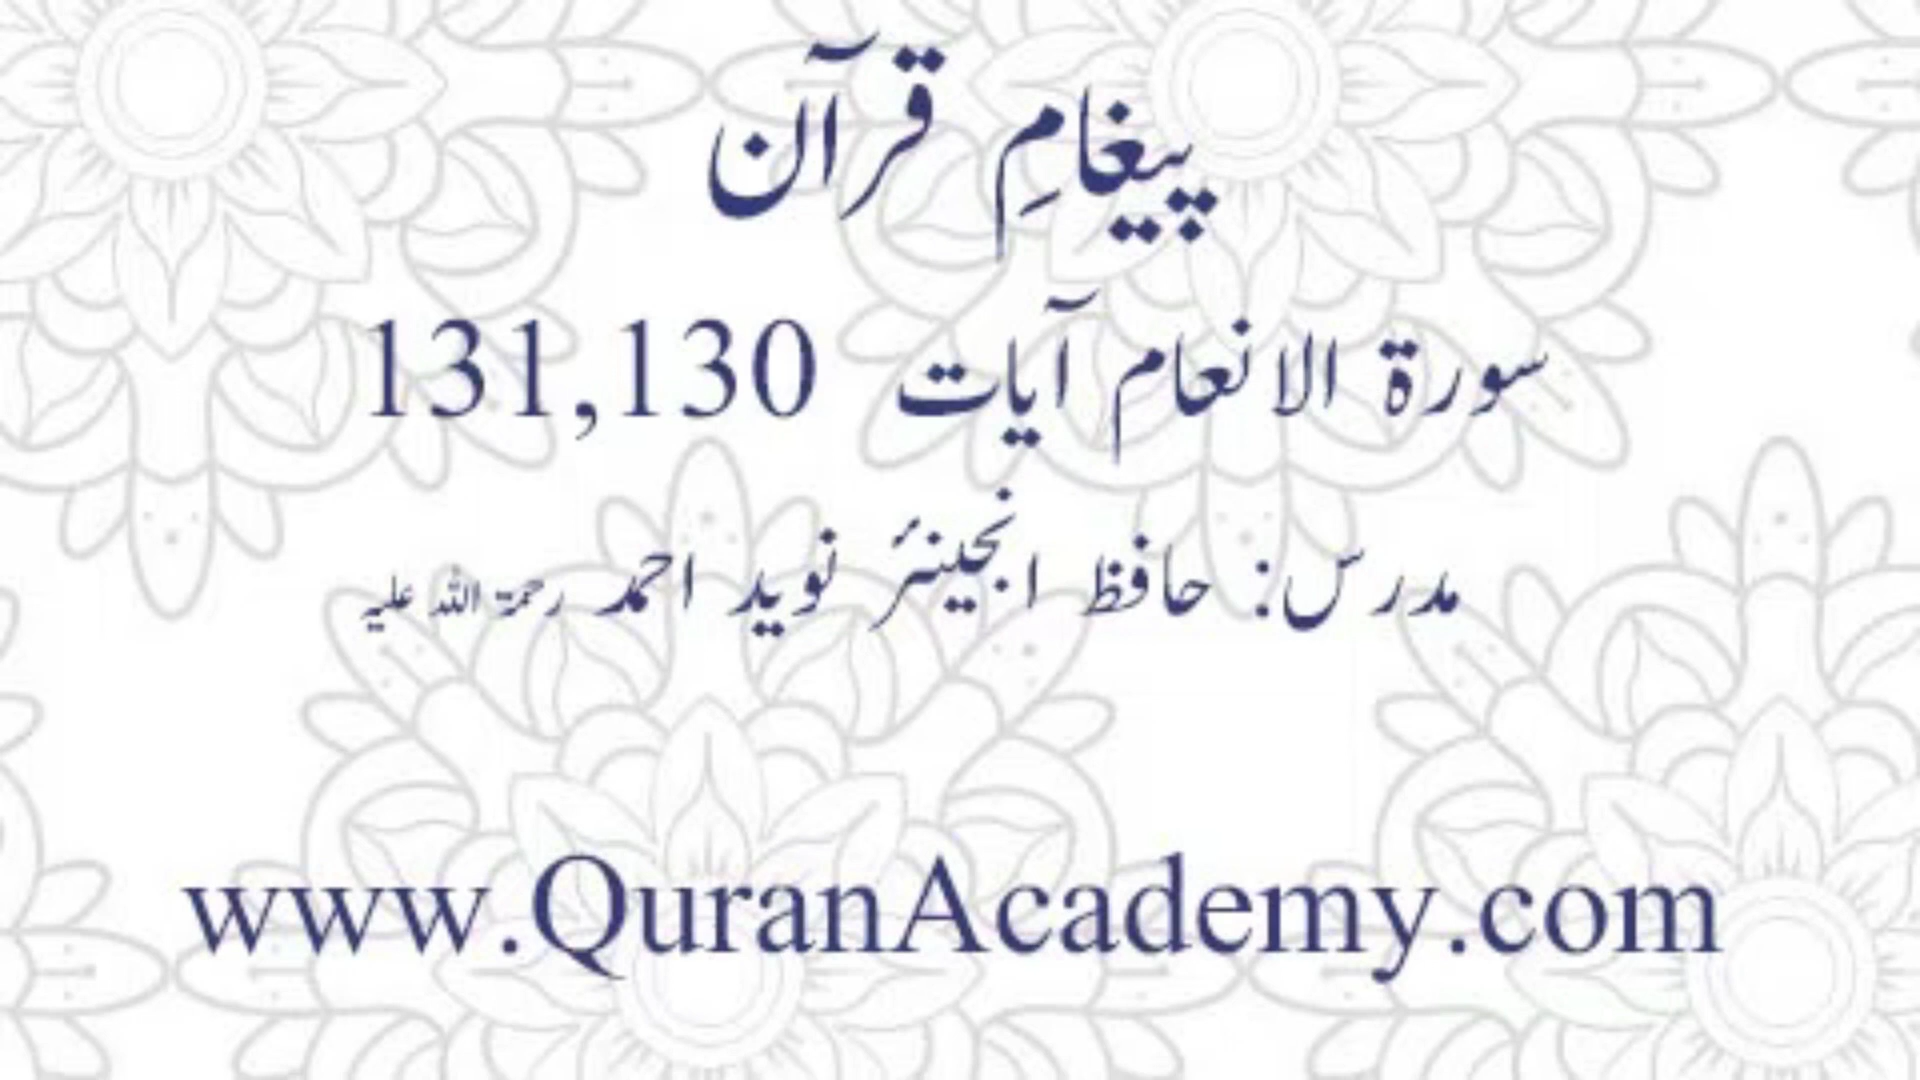 پیغامِ قرآن
سورۃ الانعام آیات 131,130
مدرس: حافظ انجینئر نوید احمد رحمۃ اللہ علیہ
www.QuranAcademy.com